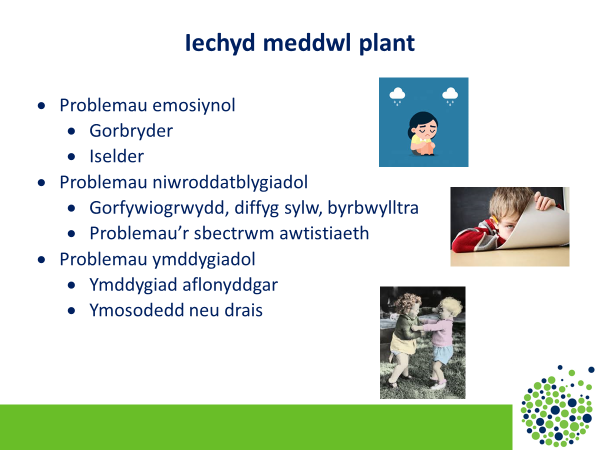 Iechyd meddwl plant
• Problemau emosiynol
• Gorbryder
• Iselder
• Problemau niwroddatblygiadol
• Gorfywiogrwydd, diffyg sylw, byrbwylltra
• Problemau’r sbectrwm awtistiaeth
• Problemau ymddygiadol
• Ymddygiad aflonyddgar
• Ymosodedd neu drais